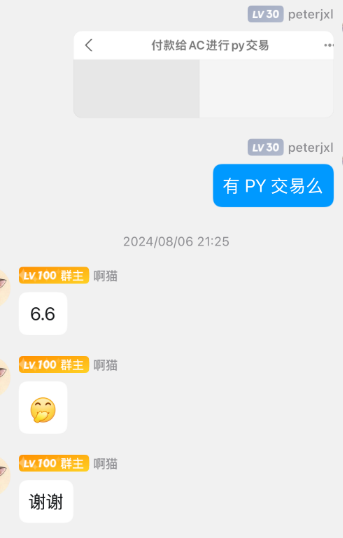 LV 30 peterjxl
付款给AC进行py交易
LV 30 peterjxl
有 PY 交易么
2024/08/06 21:25
LV 100 群主 啊猫
6.6
LV 100 群主 啊猫
LV 100 群主 啊猫
谢谢